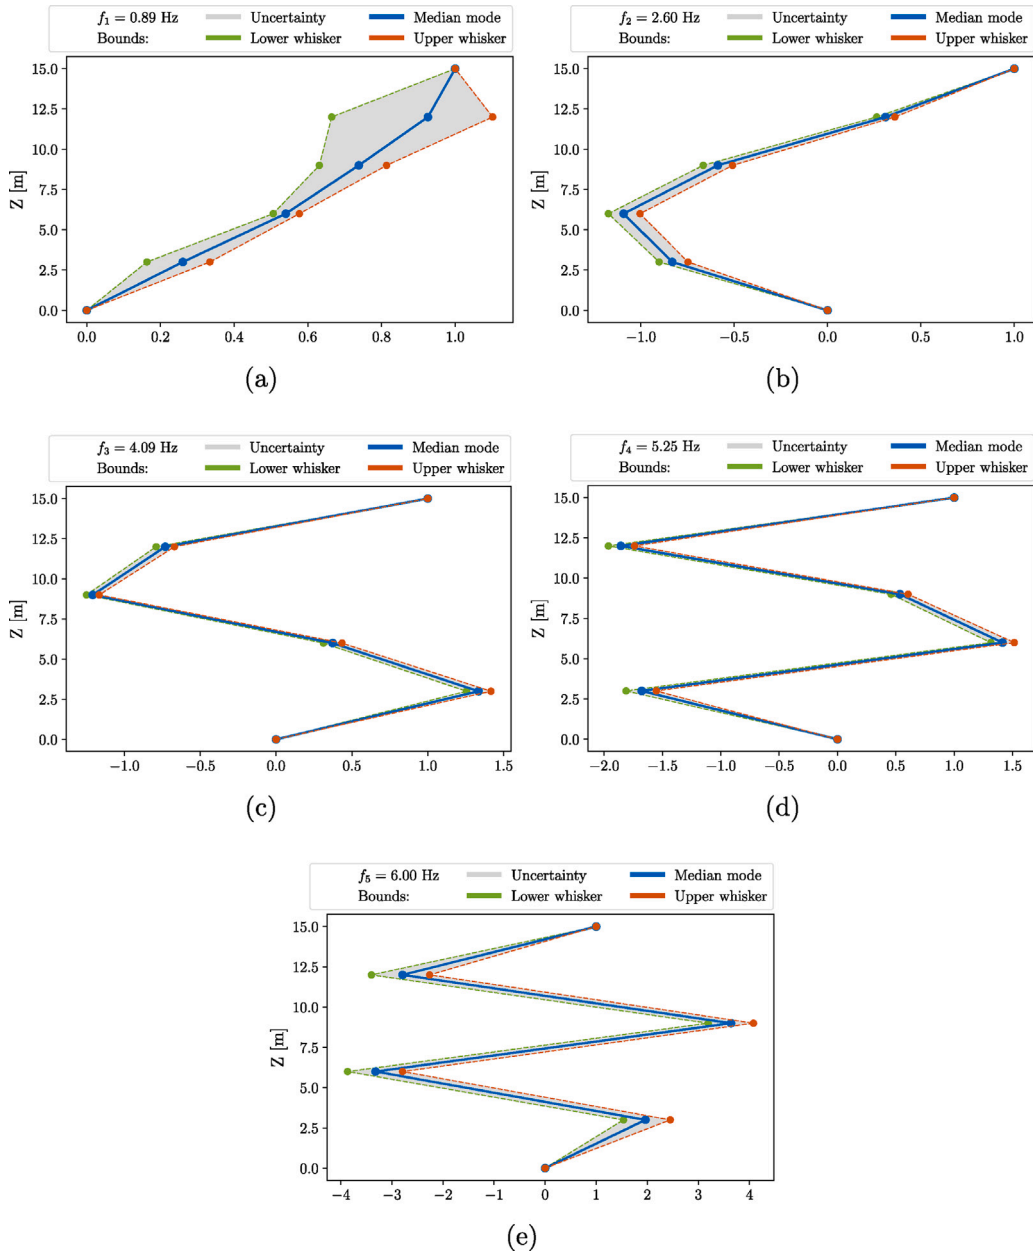 f₁ = 0.89 Hz Uncertainty Median mode
Bounds: Lower whisker Upper whisker
15.0
12.5
10.0
7.5
5.0
2.5
0.0
Z [m]
0.0 0.2 0.4 0.6 0.8 1.0
(a)
f₂ = 2.60 Hz Uncertainty Median mode
Bounds: Lower whisker Upper whisker
15.0
12.5
10.0
7.5
5.0
2.5
0.0
Z [m]
−1.0 −0.5 0.0 0.5 1.0
(b)
f₃ = 4.09 Hz Uncertainty Median mode
Bounds: Lower whisker Upper whisker
15.0
12.5
10.0
7.5
5.0
2.5
0.0
Z [m]
−1.0 −0.5 0.0 0.5 1.0 1.5
(c)
f₄ = 5.25 Hz Uncertainty Median mode
Bounds: Lower whisker Upper whisker
15.0
12.5
10.0
7.5
5.0
2.5
0.0
Z [m]
−2.0 −1.5 −1.0 −0.5 0.0 0.5 1.0 1.5
(d)
f₅ = 6.00 Hz Uncertainty Median mode
Bounds: Lower whisker Upper whisker
15.0
12.5
10.0
7.5
5.0
2.5
0.0
Z [m]
−4 −3 −2 −1 0 1 2 3 4
(e)